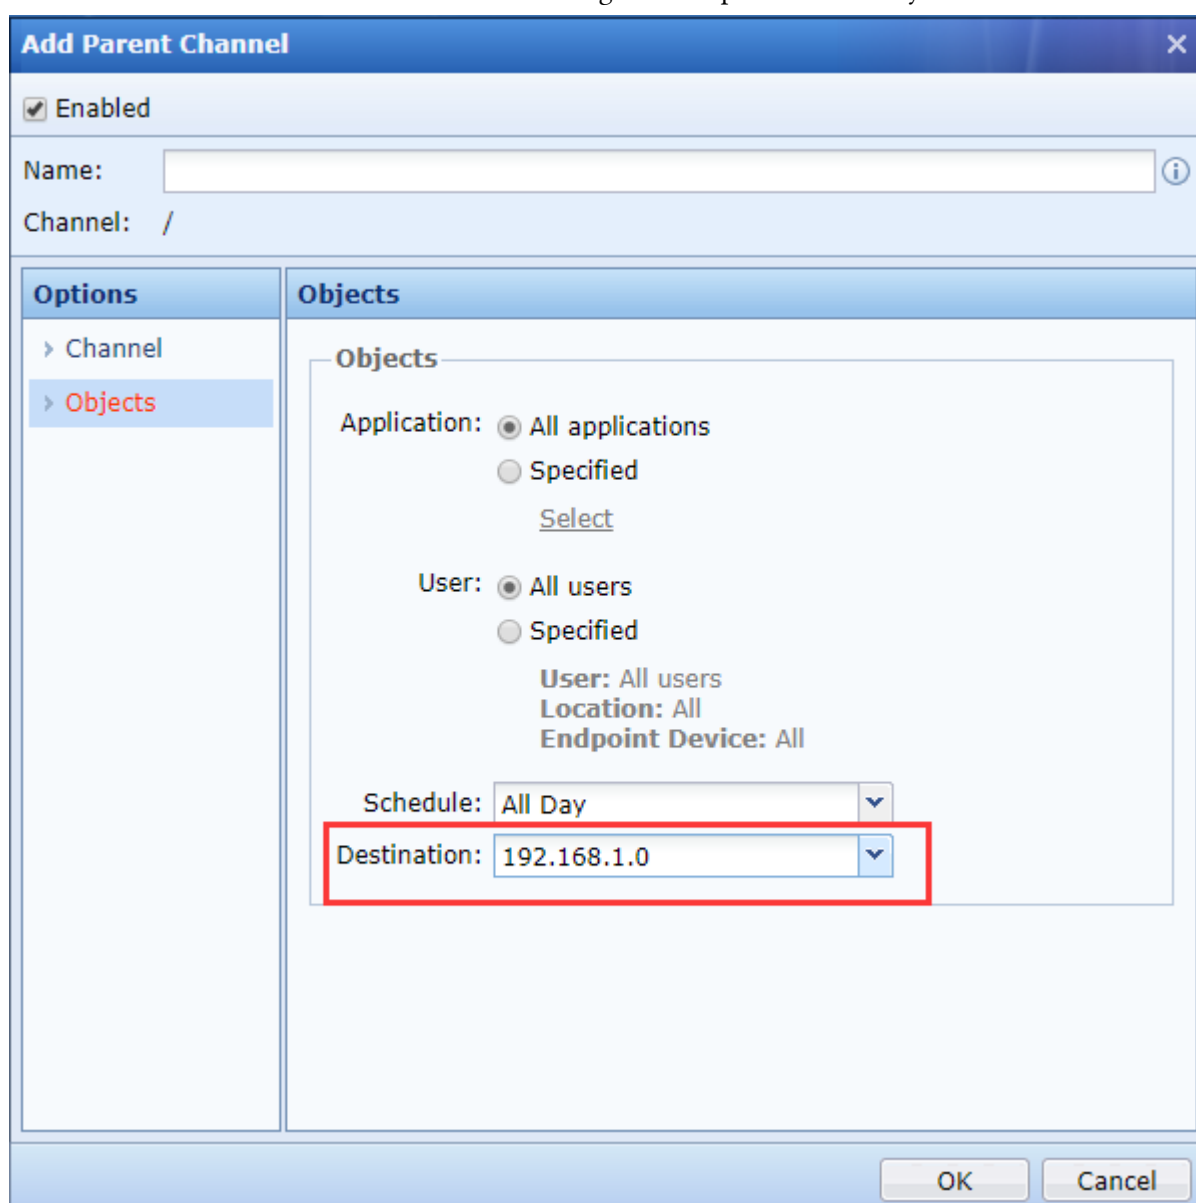 Add Parent Channel
Enabled
Name:
Channel: /
Options
Objects
Channel
Objects
Objects
Application:
All applications
Specified
Select
User:
All users
Specified
User: All users
Location: All
Endpoint Device: All
Schedule: All Day
Destination: 192.168.1.0
OK
Cancel